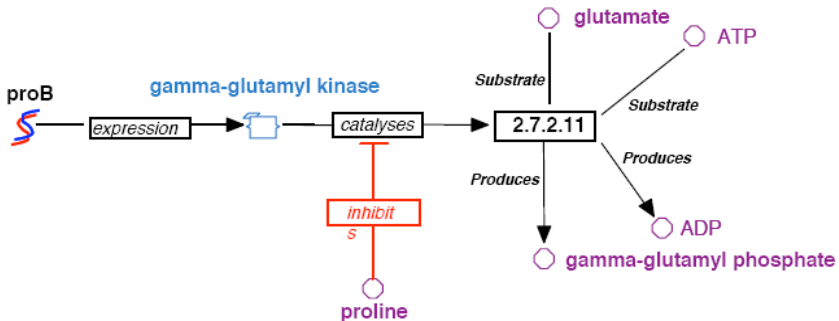 glutamate
ATP
gamma-glutamyl kinase
Substrate
proB
Substrate
expression
catalyses
2.7.2.11
Produces
Produces
inhibit
s
ADP
gamma-glutamyl phosphate
proline